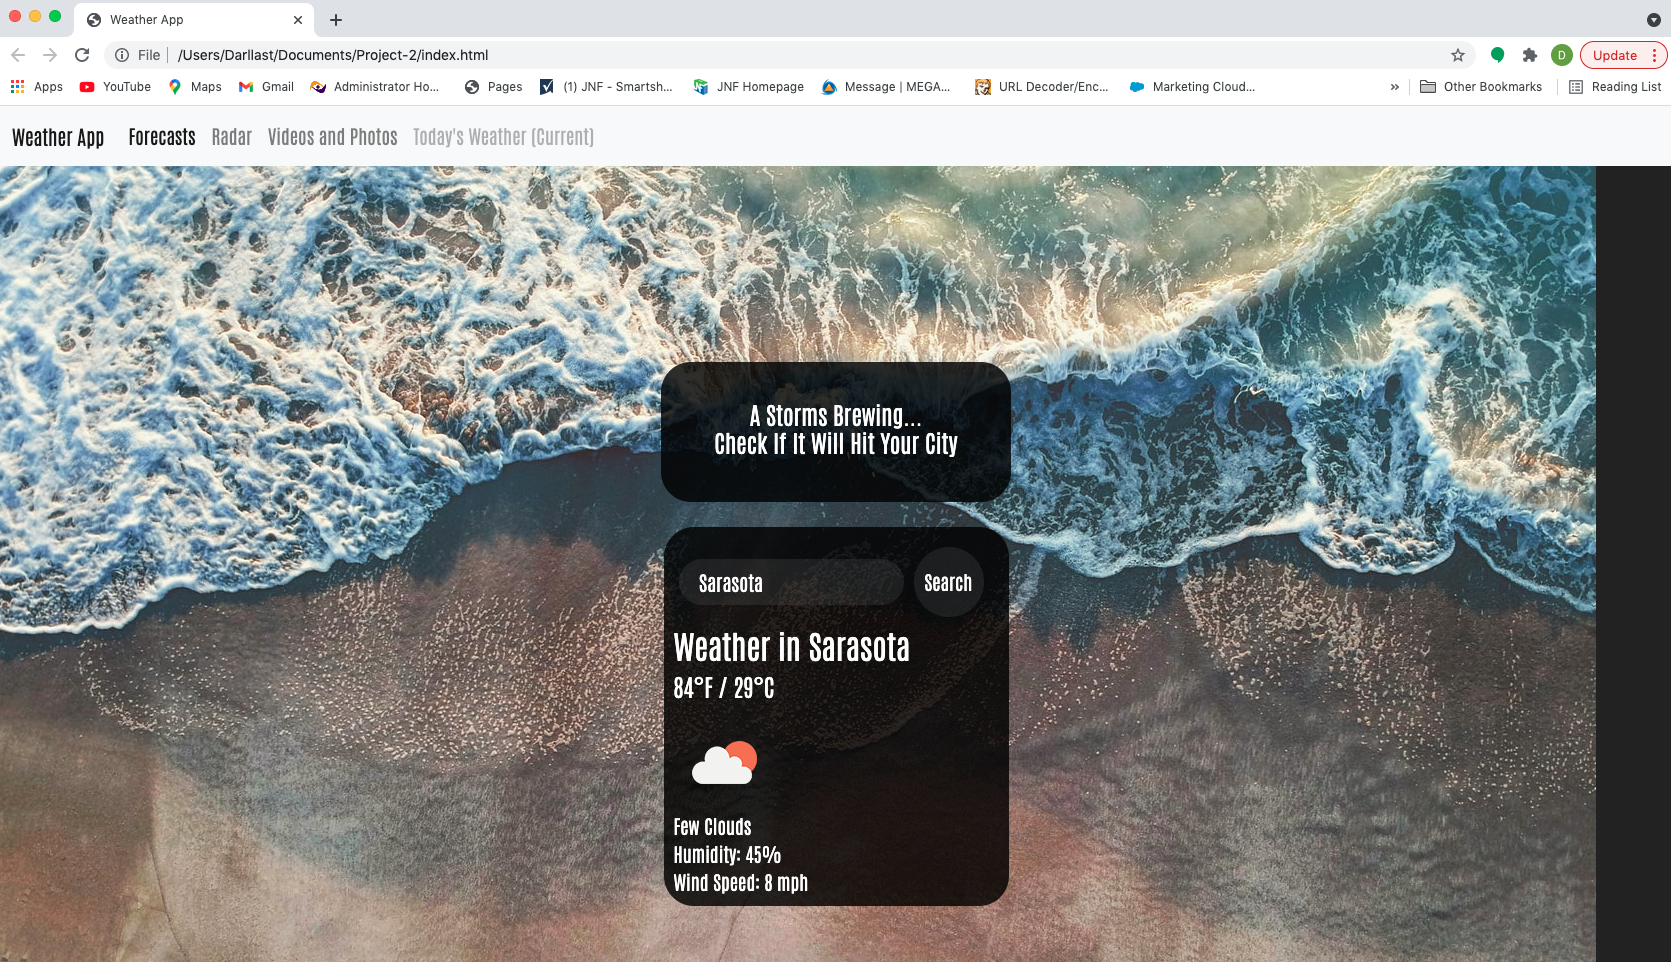 Weather App
File /Users/Darllast/Documents/Project-2/index.html
D
Update
Apps YouTube Maps Gmail Administrator Ho... Pages (1) JNF - Smartsh... JNF Homepage Message | MEGA... URL Decoder/Enc... Marketing Cloud... » Other Bookmarks Reading List
Weather App Forecasts Radar Videos and Photos Today's Weather (Current)
A Storms Brewing...
Check If It Will Hit Your City
Sarasota Search
Weather in Sarasota
84°F / 29°C
Few Clouds
Humidity: 45%
Wind Speed: 8 mph